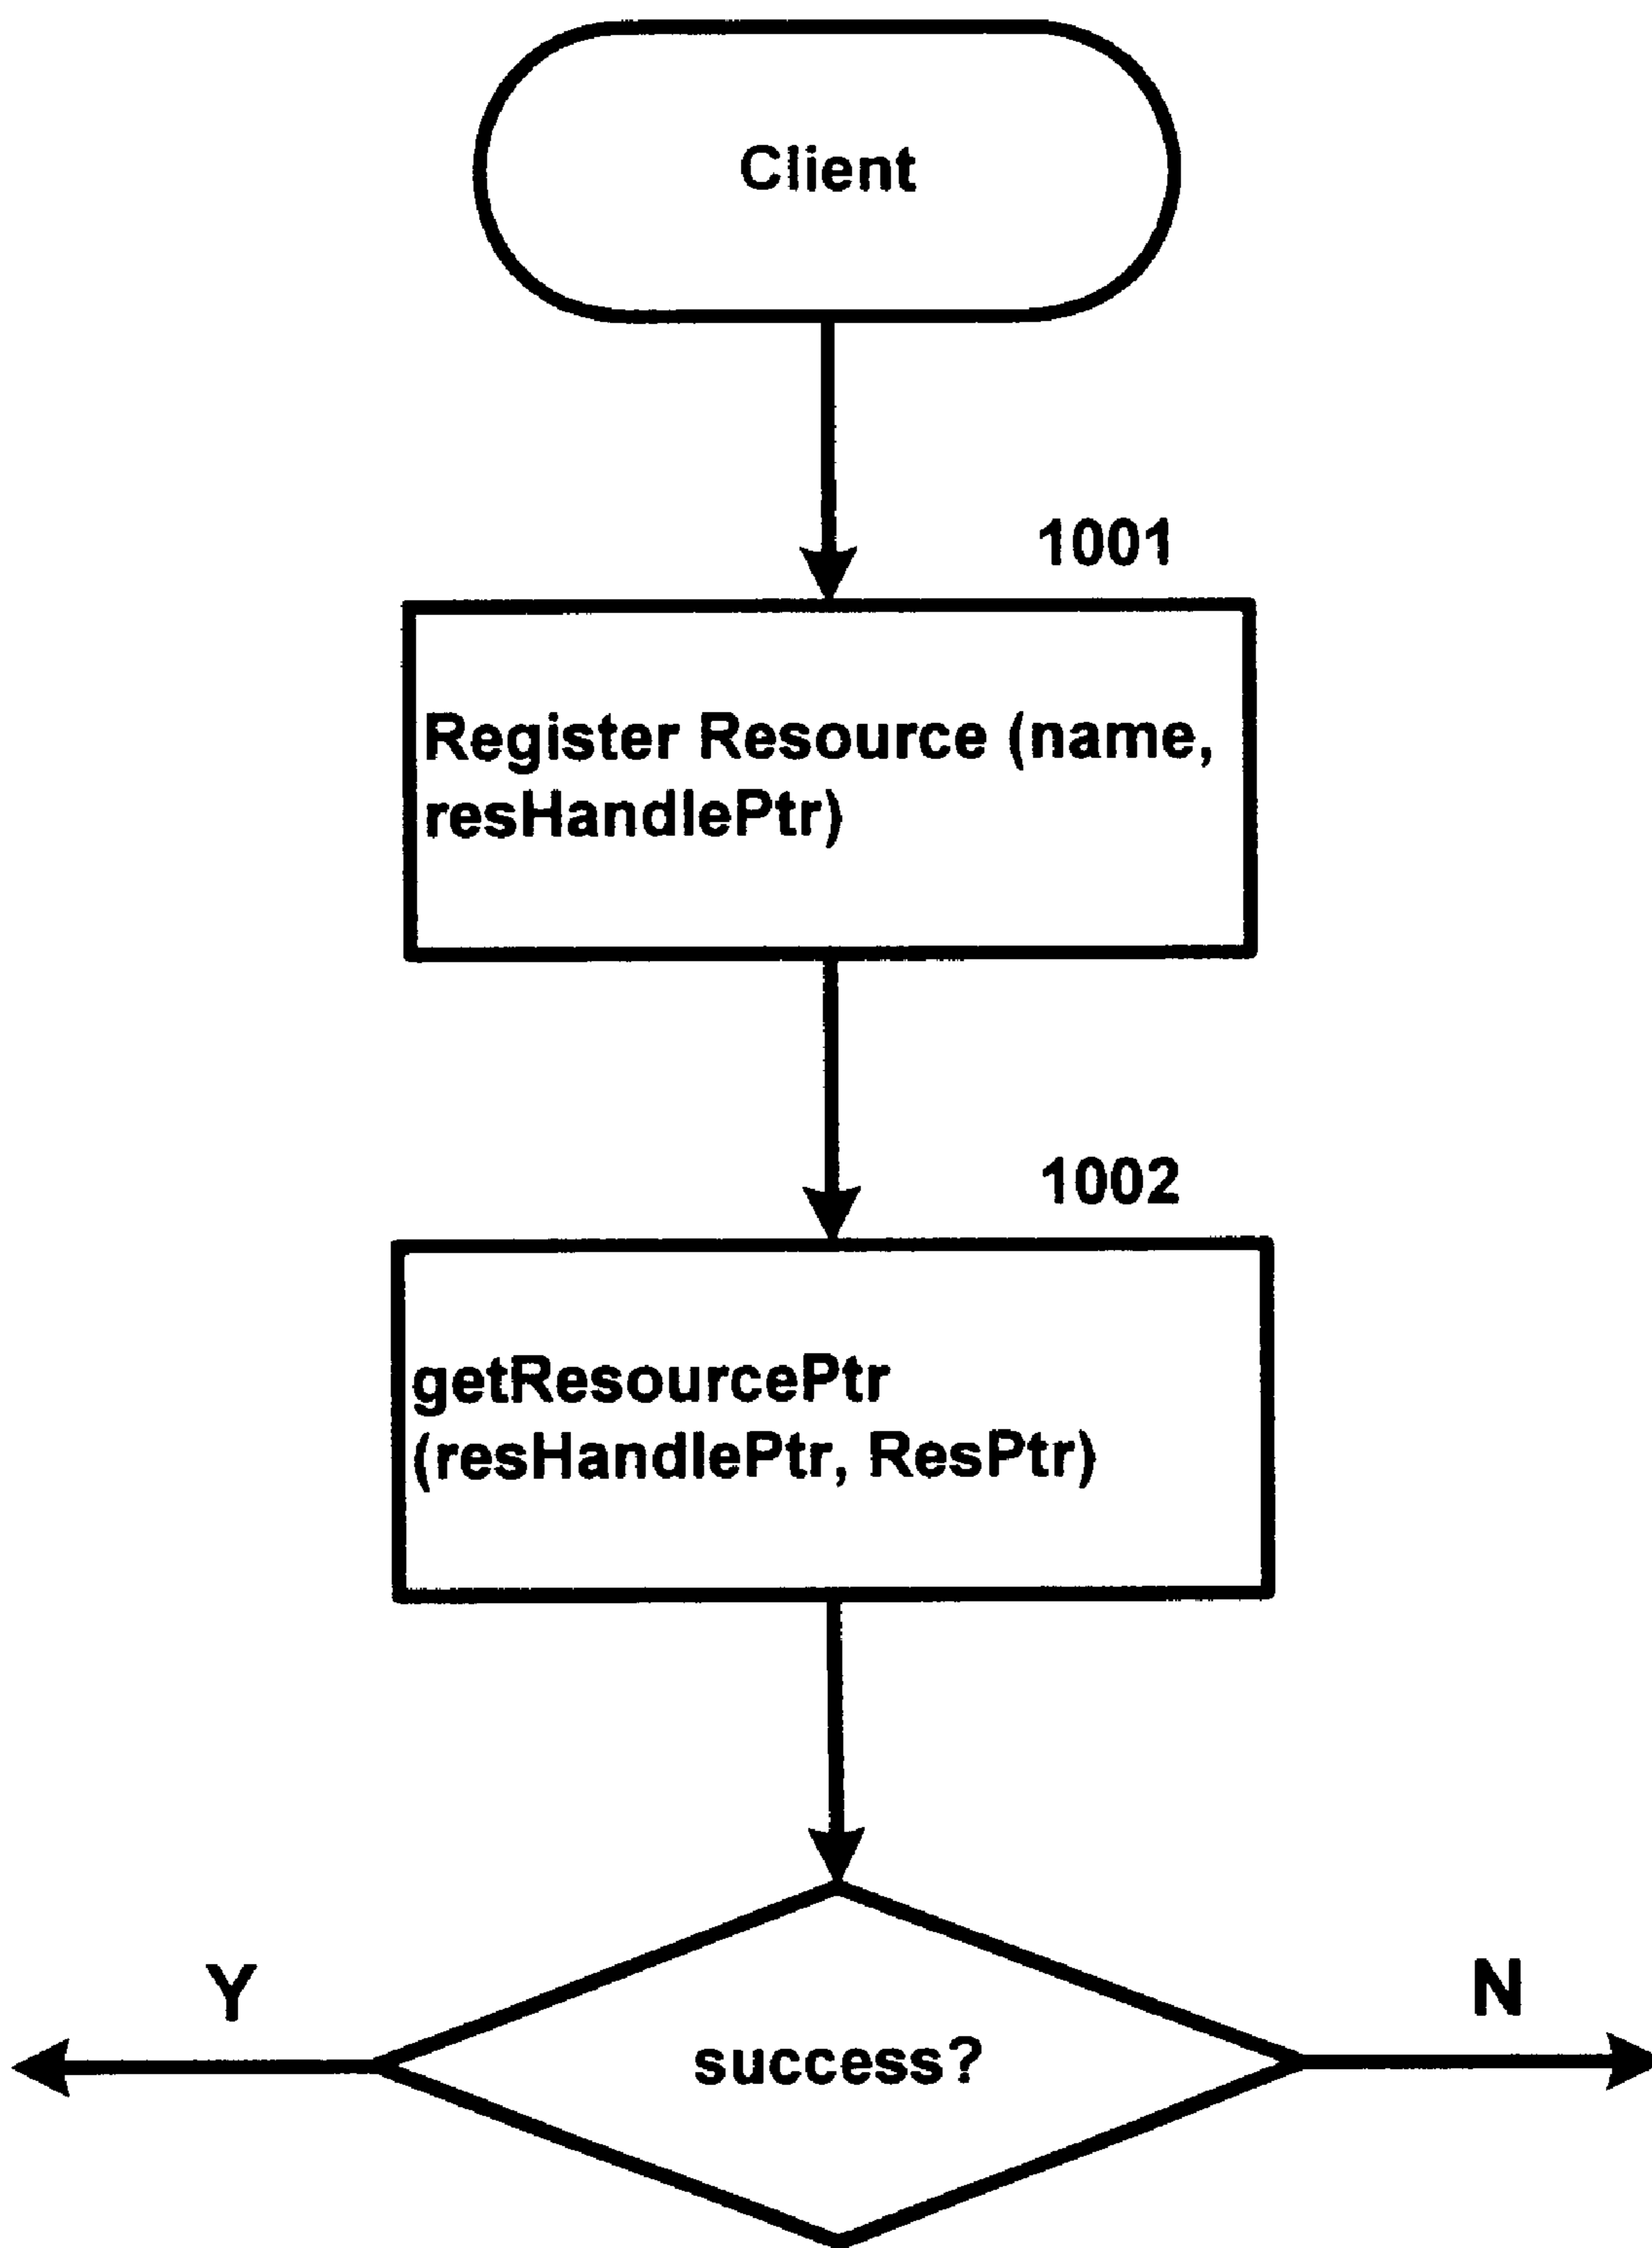 Client
1001
Register Resource (name,
resHandlePtr)
1002
getResourcePtr
(resHandlePtr, ResPtr)
Y
N
success?